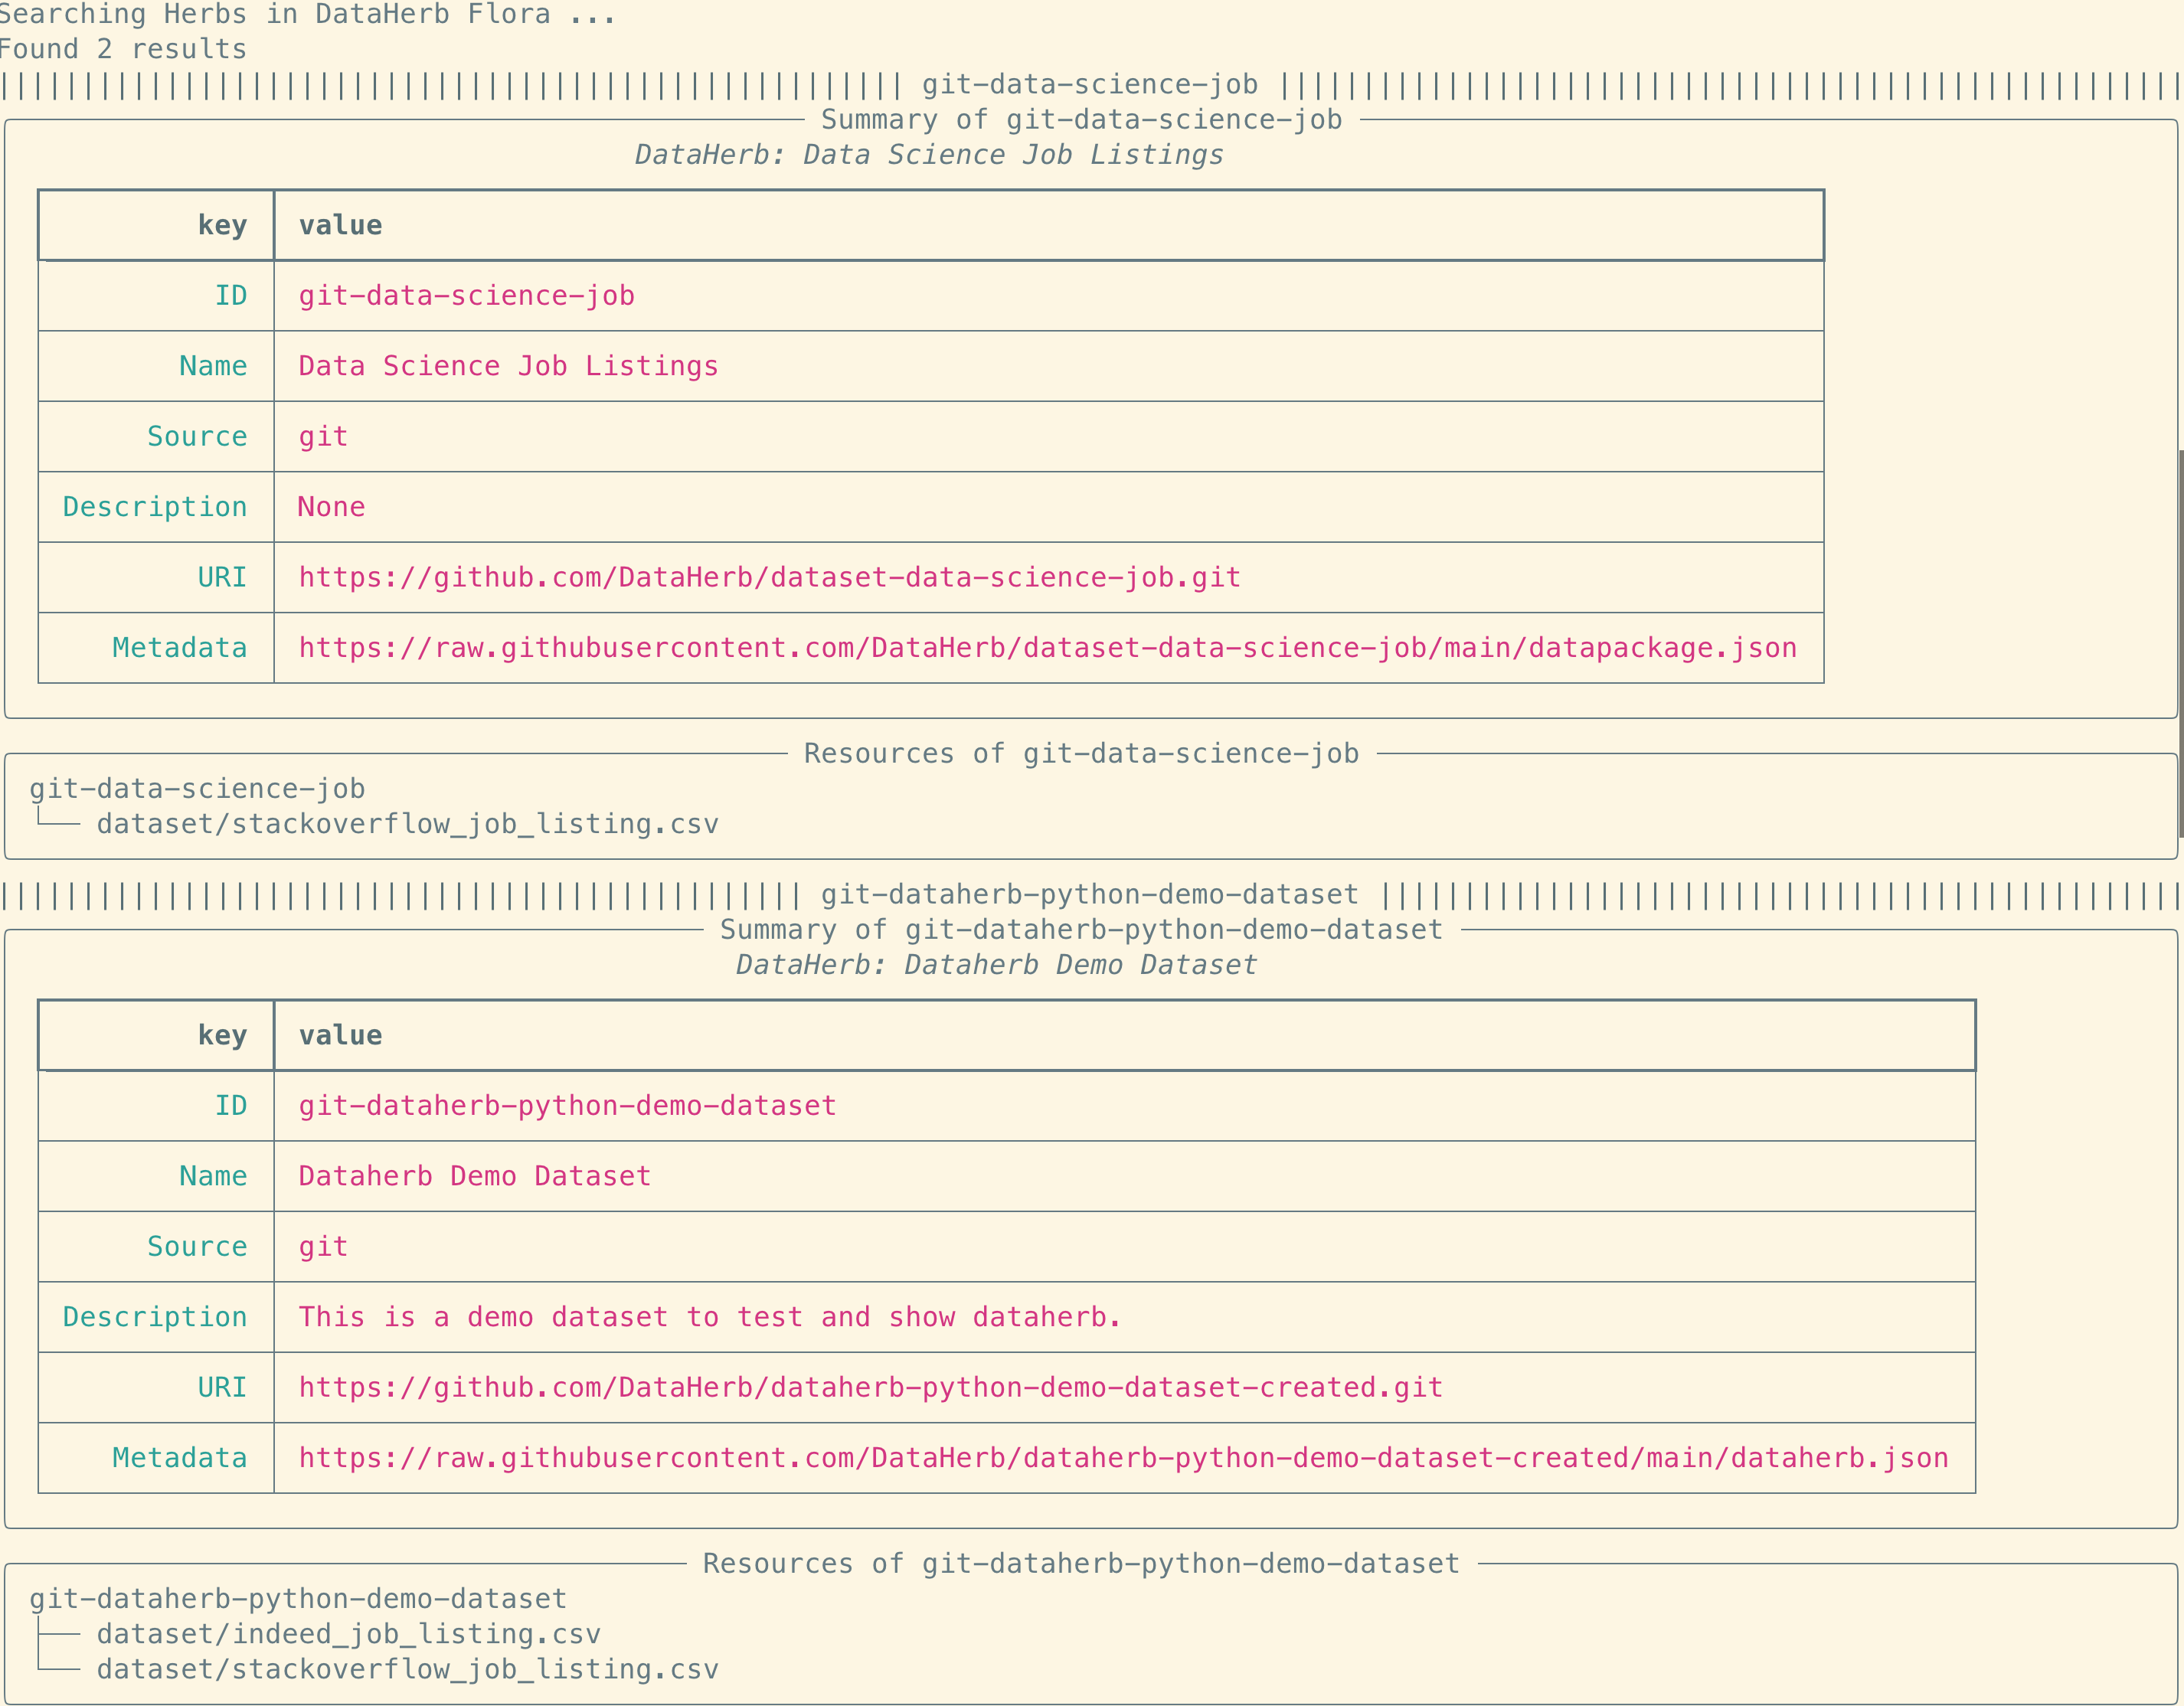 Searching Herbs in DataHerb Flora ...
Found 2 results
git-data-science-job
Summary of git-data-science-job
DataHerb: Data Science Job Listings
key value
ID git-data-science-job
Name Data Science Job Listings
Source git
Description None
URI https://github.com/DataHerb/dataset-data-science-job.git
Metadata https://raw.githubusercontent.com/DataHerb/dataset-data-science-job/main/datapackage.json
Resources of git-data-science-job
git-data-science-job
└── dataset/stackoverflow_job_listing.csv
git-dataherb-python-demo-dataset
Summary of git-dataherb-python-demo-dataset
DataHerb: Dataherb Demo Dataset
key value
ID git-dataherb-python-demo-dataset
Name Dataherb Demo Dataset
Source git
Description This is a demo dataset to test and show dataherb.
URI https://github.com/DataHerb/dataherb-python-demo-dataset-created.git
Metadata https://raw.githubusercontent.com/DataHerb/dataherb-python-demo-dataset-created/main/dataherb.json
Resources of git-dataherb-python-demo-dataset
git-dataherb-python-demo-dataset
├── dataset/indeed_job_listing.csv
└── dataset/stackoverflow_job_listing.csv